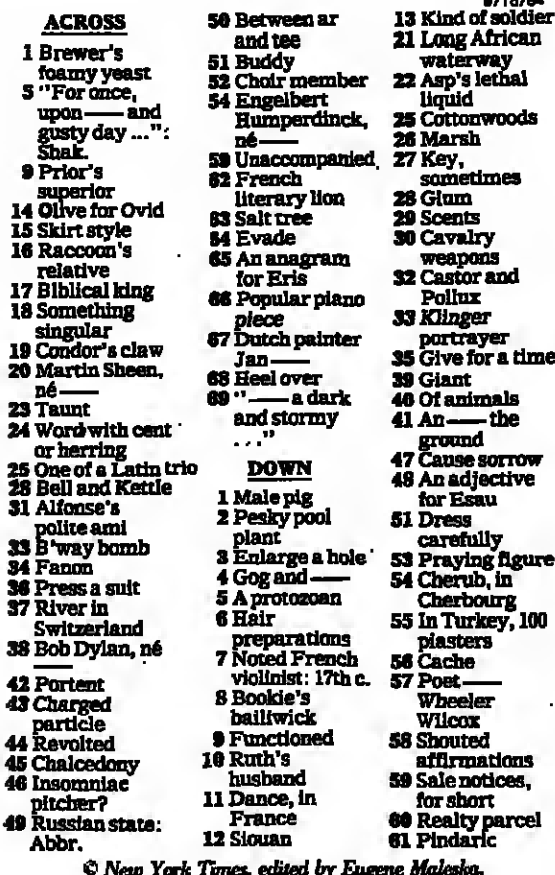 ACROSS
1 Brewer's
foamy yeast
5 "For once,
upon —— and
gusty day ...":
Shak.
9 Prior's
superior
14 Olive for Ovid
15 Skirt style
16 Raccoon's
relative
17 Biblical king
18 Something
singular
19 Condor's claw
20 Martin Sheen,
né ——
23 Taunt
24 Word with cent
or herring
25 One of a Latin trio
28 Bell and Kettle
31 Alfonse's
polite ami
33 B'way bomb
34 Fanon
36 Press a suit
37 River in
Switzerland
38 Bob Dylan, né
——
42 Portent
43 Charged
particle
44 Revolted
45 Chalcedony
46 Insomniac
pitcher?
49 Russian state:
Abbr.
50 Between ar
and tee
51 Buddy
52 Choir member
54 Engelbert
Humperdinck,
né ——
59 Unaccompanied
62 French
literary lion
63 Salt tree
64 Evade
65 An anagram
for Eris
66 Popular piano
piece
67 Dutch painter
Jan ——
68 Heel over
69 "—— a dark
and stormy
..."
DOWN
1 Male pig
2 Pesky pool
plant
3 Enlarge a hole
4 Gog and ——
5 A protozoan
6 Hair
preparations
7 Noted French
violinist: 17th c.
8 Bookie's
bailiwick
9 Functioned
10 Ruth's
husband
11 Dance, in
France
12 Siouan
13 Kind of soldier
21 Long African
waterway
22 Asp's lethal
liquid
25 Cottonwoods
26 Marsh
27 Key,
sometimes
28 Glum
29 Scents
30 Cavalry
weapons
32 Castor and
Pollux
33 Klinger
portrayer
35 Give for a time
39 Giant
40 Of animals
41 An —— the
ground
47 Cause sorrow
48 An adjective
for Esau
51 Dress
carefully
53 Praying figure
54 Cherub, in
Cherbourg
55 In Turkey, 100
piasters
56 Cache
57 Poet ——
Wheeler
Wilcox
58 Shouted
affirmations
59 Sale notices,
for short
60 Realty parcel
61 Pindaric
© New York Times, edited by Eugene Maleska.